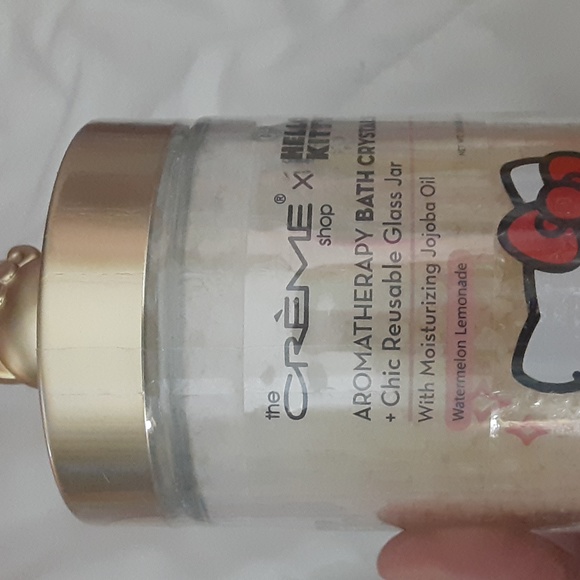 the
CRÈME®
shop
X
HELLO
KITTY
AROMATHERAPY BATH CRYSTALS
+ Chic Reusable Glass Jar
With Moisturizing Jojoba Oil
Watermelon Lemonade